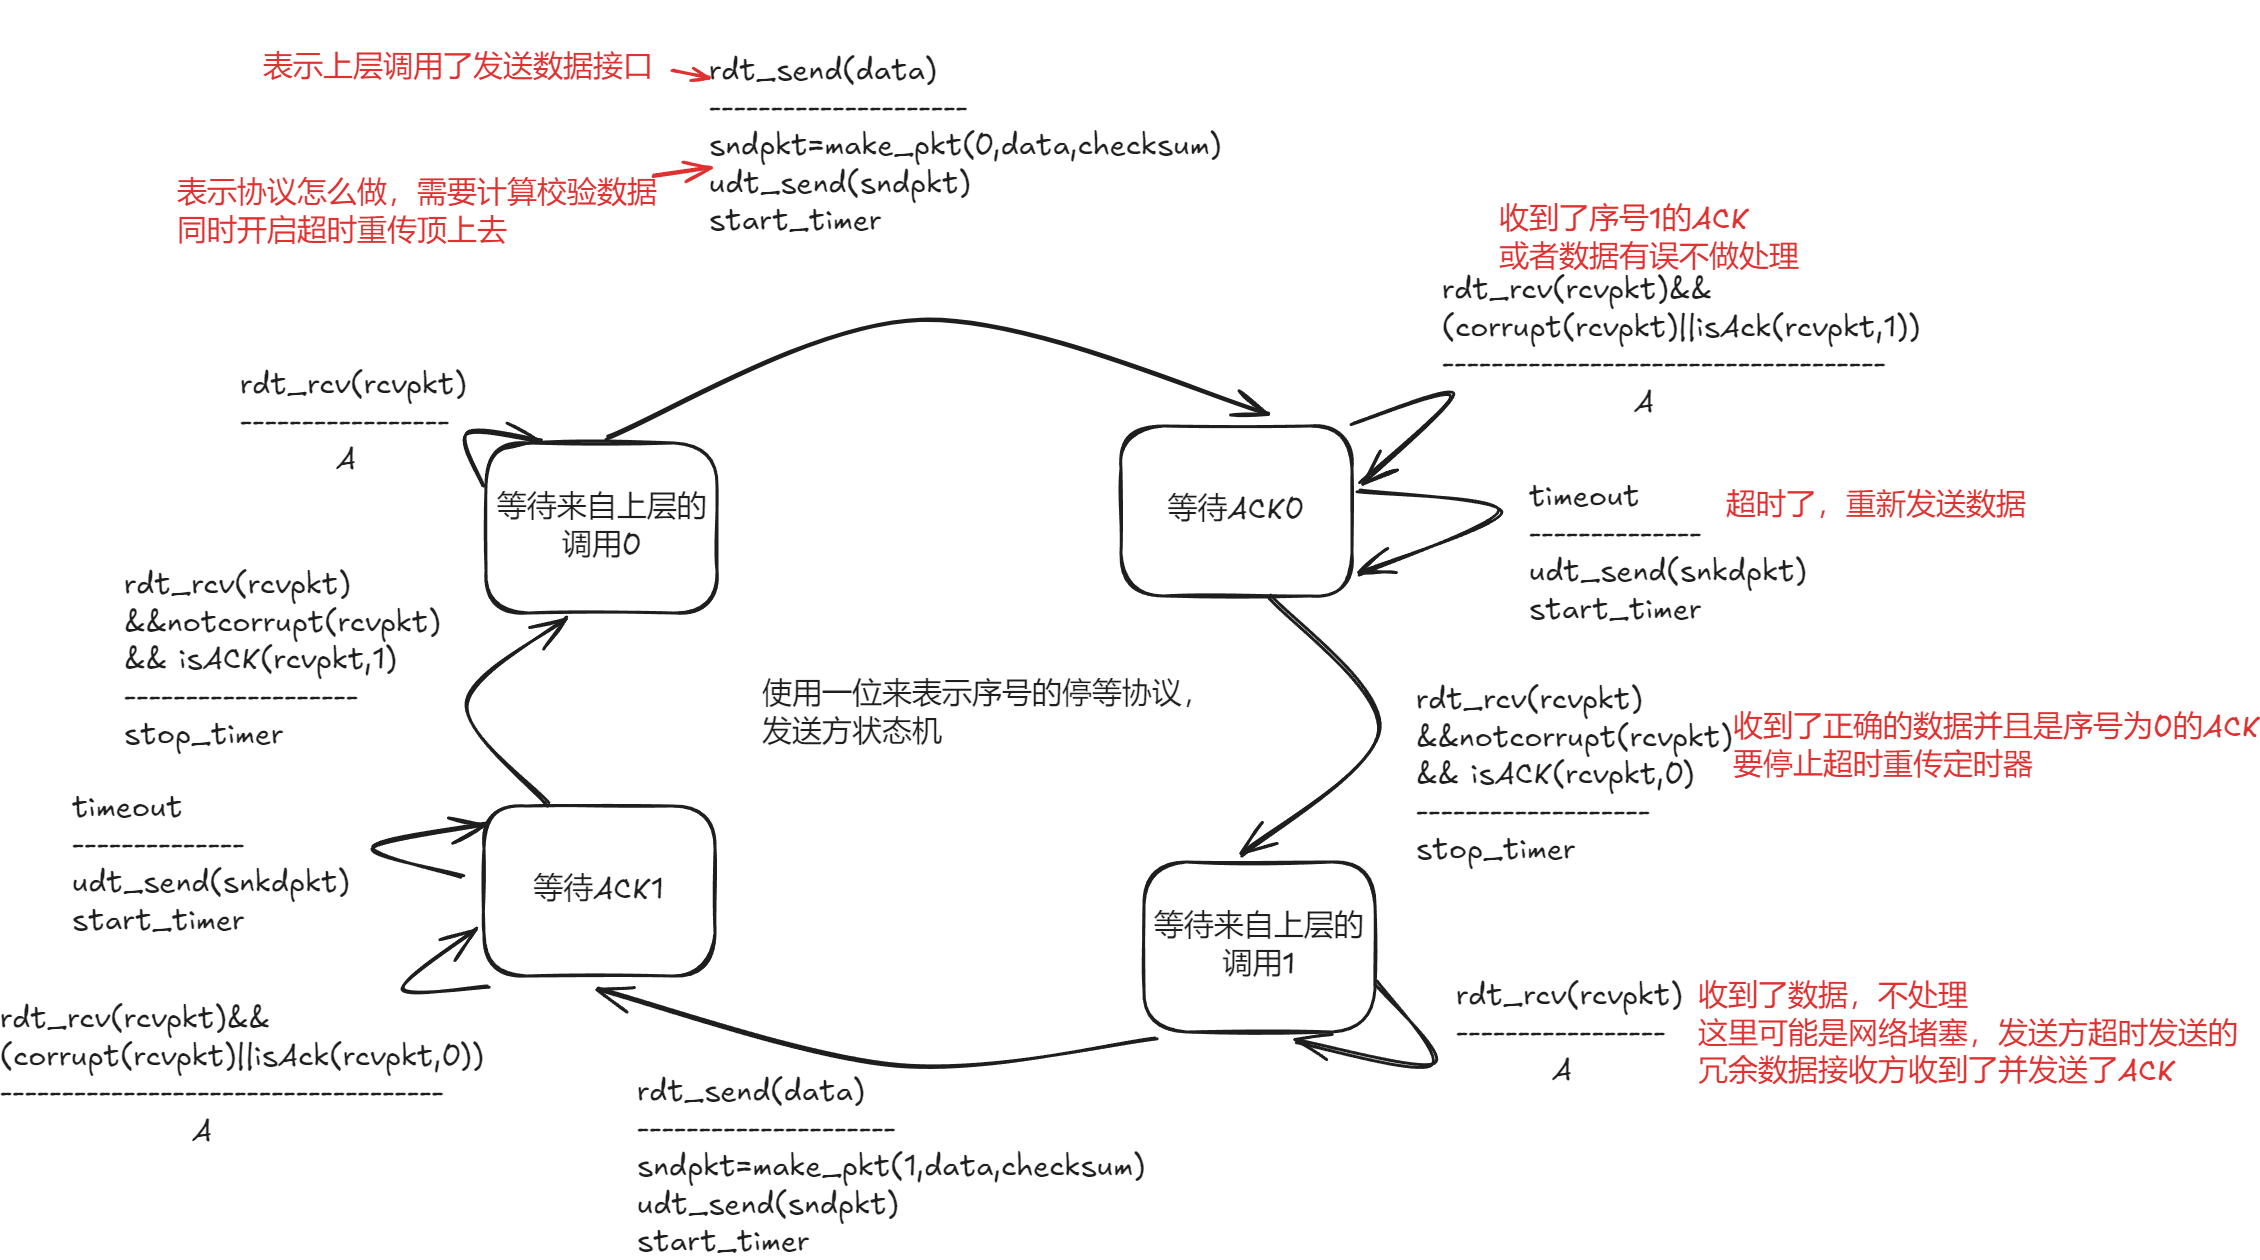 表示上层调用了发送数据接口
rdt_send(data)
---------------------
sndpkt=make_pkt(0,data,checksum)
udt_send(sndpkt)
start_timer
表示协议怎么做，需要计算校验数据
同时开启超时重传顶上去
收到了序号1的ACK
或者数据有误不做处理
rdt_rcv(rcvpkt)&&
(corrupt(rcvpkt)||isAck(rcvpkt,1))
------------------------------------
A
rdt_rcv(rcvpkt)
-----------------
A
等待来自上层的
调用0
等待ACK0
timeout
--------------
udt_send(snkdpkt)
start_timer
超时了，重新发送数据
rdt_rcv(rcvpkt)
&&notcorrupt(rcvpkt)
&& isACK(rcvpkt,1)
-------------------
stop_timer
使用一位来表示序号的停等协议，
发送方状态机
rdt_rcv(rcvpkt)
&&notcorrupt(rcvpkt)
&& isACK(rcvpkt,0)
-------------------
stop_timer
收到了正确的数据并且是序号为0的ACK
要停止超时重传定时器
timeout
--------------
udt_send(snkdpkt)
start_timer
等待ACK1
等待来自上层的
调用1
rdt_rcv(rcvpkt)&&
(corrupt(rcvpkt)||isAck(rcvpkt,0))
------------------------------------
A
rdt_rcv(rcvpkt)
-----------------
A
收到了数据，不处理
这里可能是网络堵塞，发送方超时发送的
冗余数据接收方收到了并发送了ACK
rdt_send(data)
---------------------
sndpkt=make_pkt(1,data,checksum)
udt_send(sndpkt)
start_timer